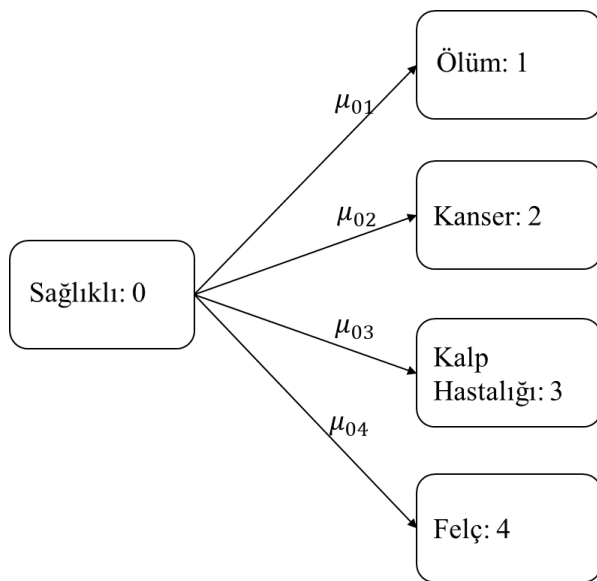 Ölüm: 1
μ01
Kanser: 2
μ02
Sağlıklı: 0
μ03
Kalp
Hastalığı: 3
μ04
Felç: 4